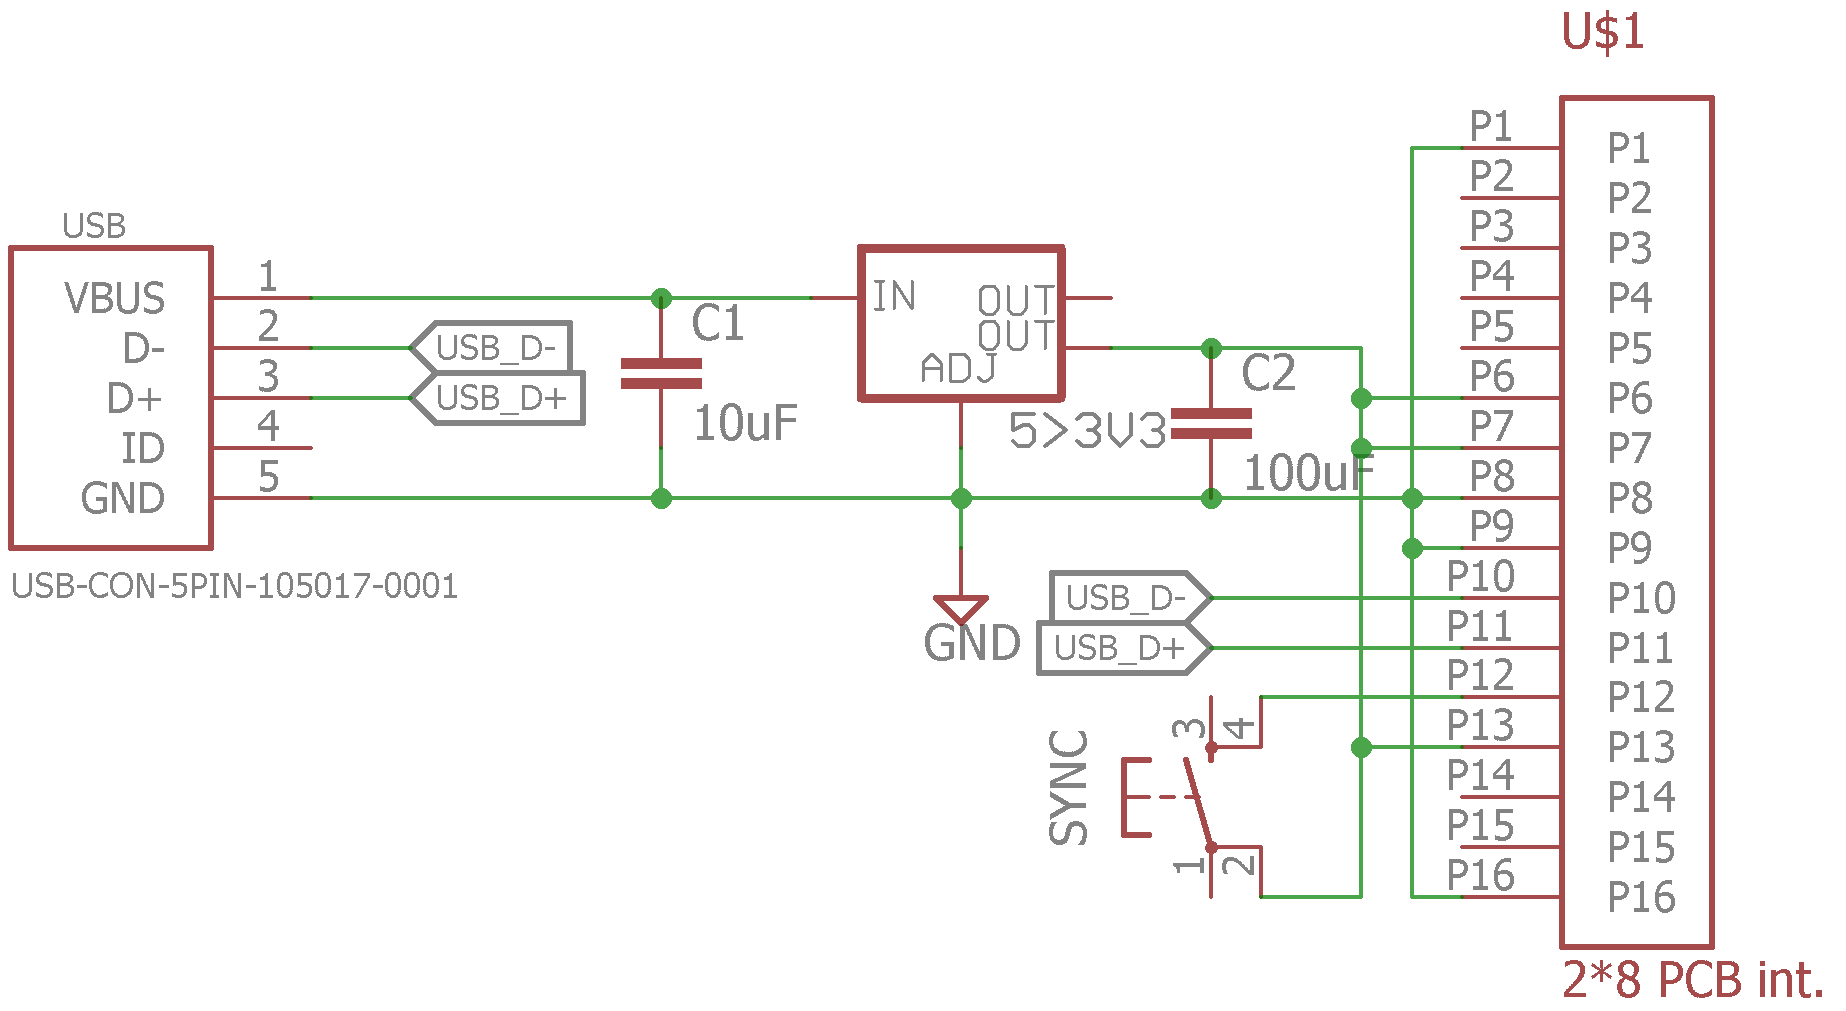 U$1
USB
VBUS 1
D- 2
D+ 3
ID 4
GND 5
USB-CON-5PIN-105017-0001
USB_D-
USB_D+
C1
10uF
IN
OUT
OUT
ADJ
5>3V3
C2
100uF
GND
USB_D-
USB_D+
SYNC
3
4
1
2
P1 P1
P2 P2
P3 P3
P4 P4
P5 P5
P6 P6
P7 P7
P8 P8
P9 P9
P10 P10
P11 P11
P12 P12
P13 P13
P14 P14
P15 P15
P16 P16
2*8 PCB int.